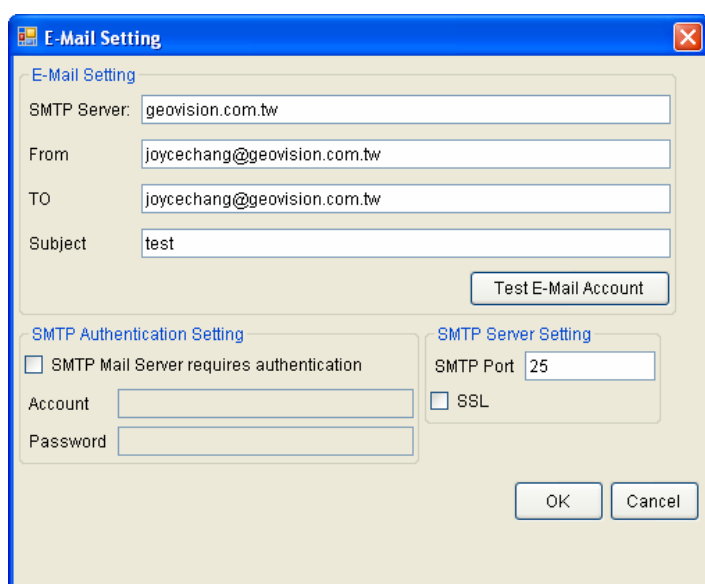 E-Mail Setting
E-Mail Setting
SMTP Server: geovision.com.tw
From joycechang@geovision.com.tw
TO joycechang@geovision.com.tw
Subject test
Test E-Mail Account
SMTP Authentication Setting
SMTP Mail Server requires authentication
Account
Password
SMTP Server Setting
SMTP Port 25
SSL
OK Cancel